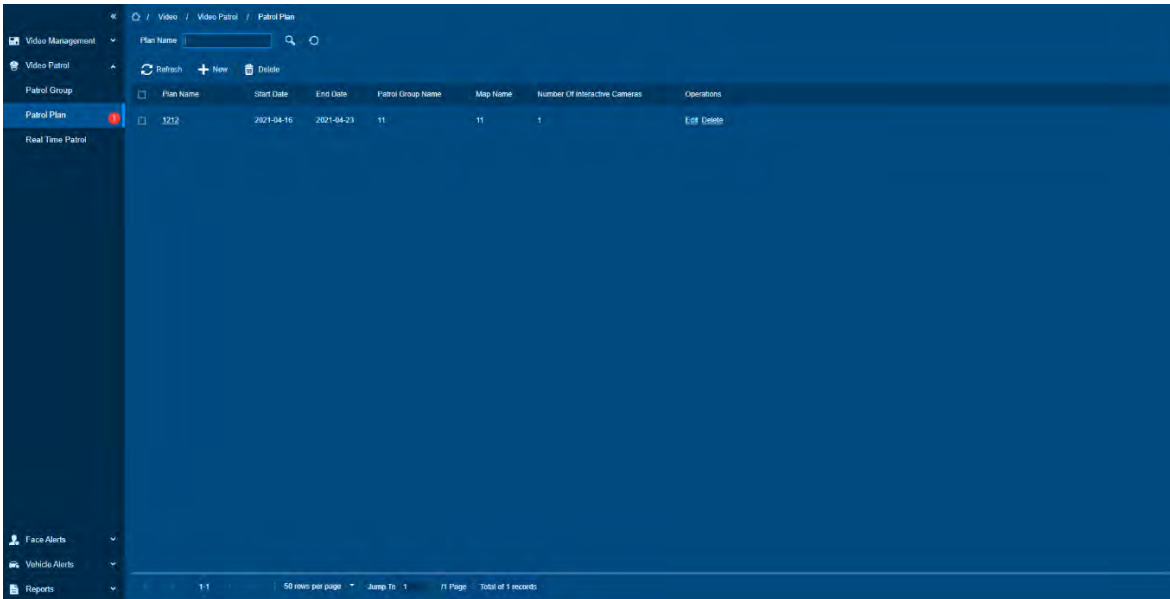 «
Video / Video Patrol / Patrol Plan
Video Management
Plan Name
Video Patrol
Refresh New Delete
Patrol Group
Plan Name Start Date End Date Patrol Group Name Map Name Number Of Interactive Cameras Operations
Patrol Plan 1
1212 2021-04-16 2021-04-23 11 11 1 Edit Delete
Real Time Patrol
Face Alerts
Vehicle Alerts
Reports
1-1 50 rows per page Jump To 1 /1 Page Total of 1 records